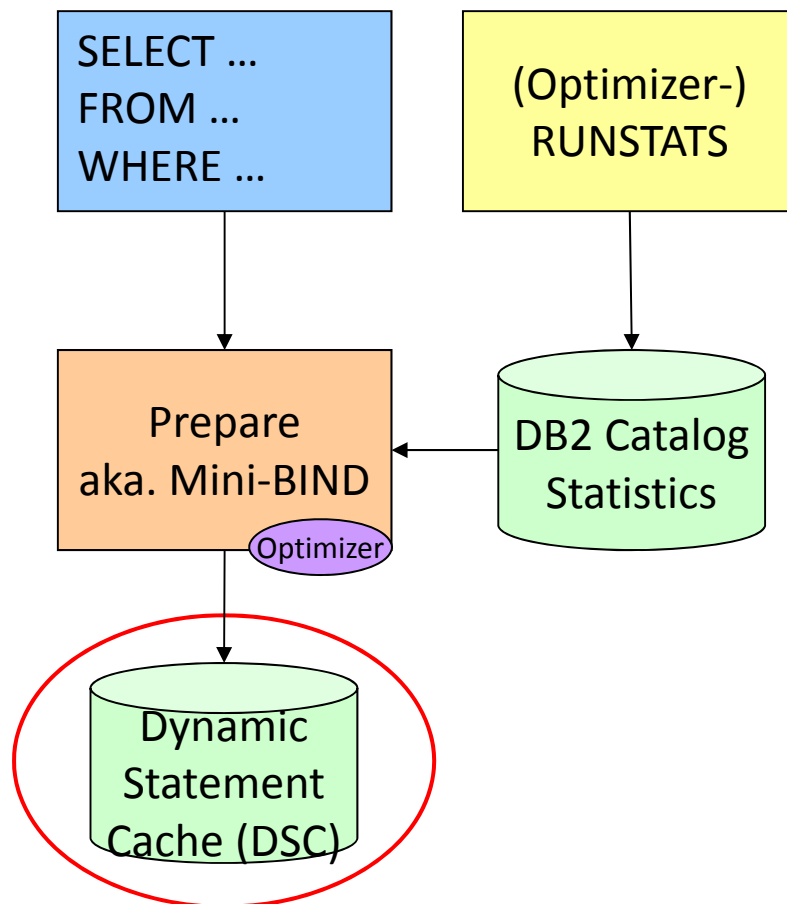 SELECT …
FROM …
WHERE …
(Optimizer-)
RUNSTATS
Prepare
aka. Mini-BIND
Optimizer
DB2 Catalog
Statistics
Dynamic
Statement
Cache (DSC)